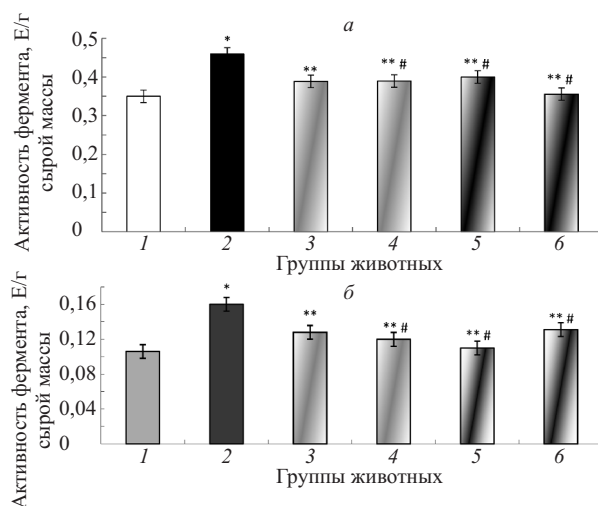 а
Активность фермента, Е/г
сырой массы
0,5
0,4
0,3
0,2
0,1
0
*
**
** #
** #
** #
1 2 3 4 5 6
Группы животных
б
Активность фермента, Е/г
сырой массы
0,16
0,12
0,08
0,04
0
*
**
** #
** #
** #
1 2 3 4 5 6
Группы животных